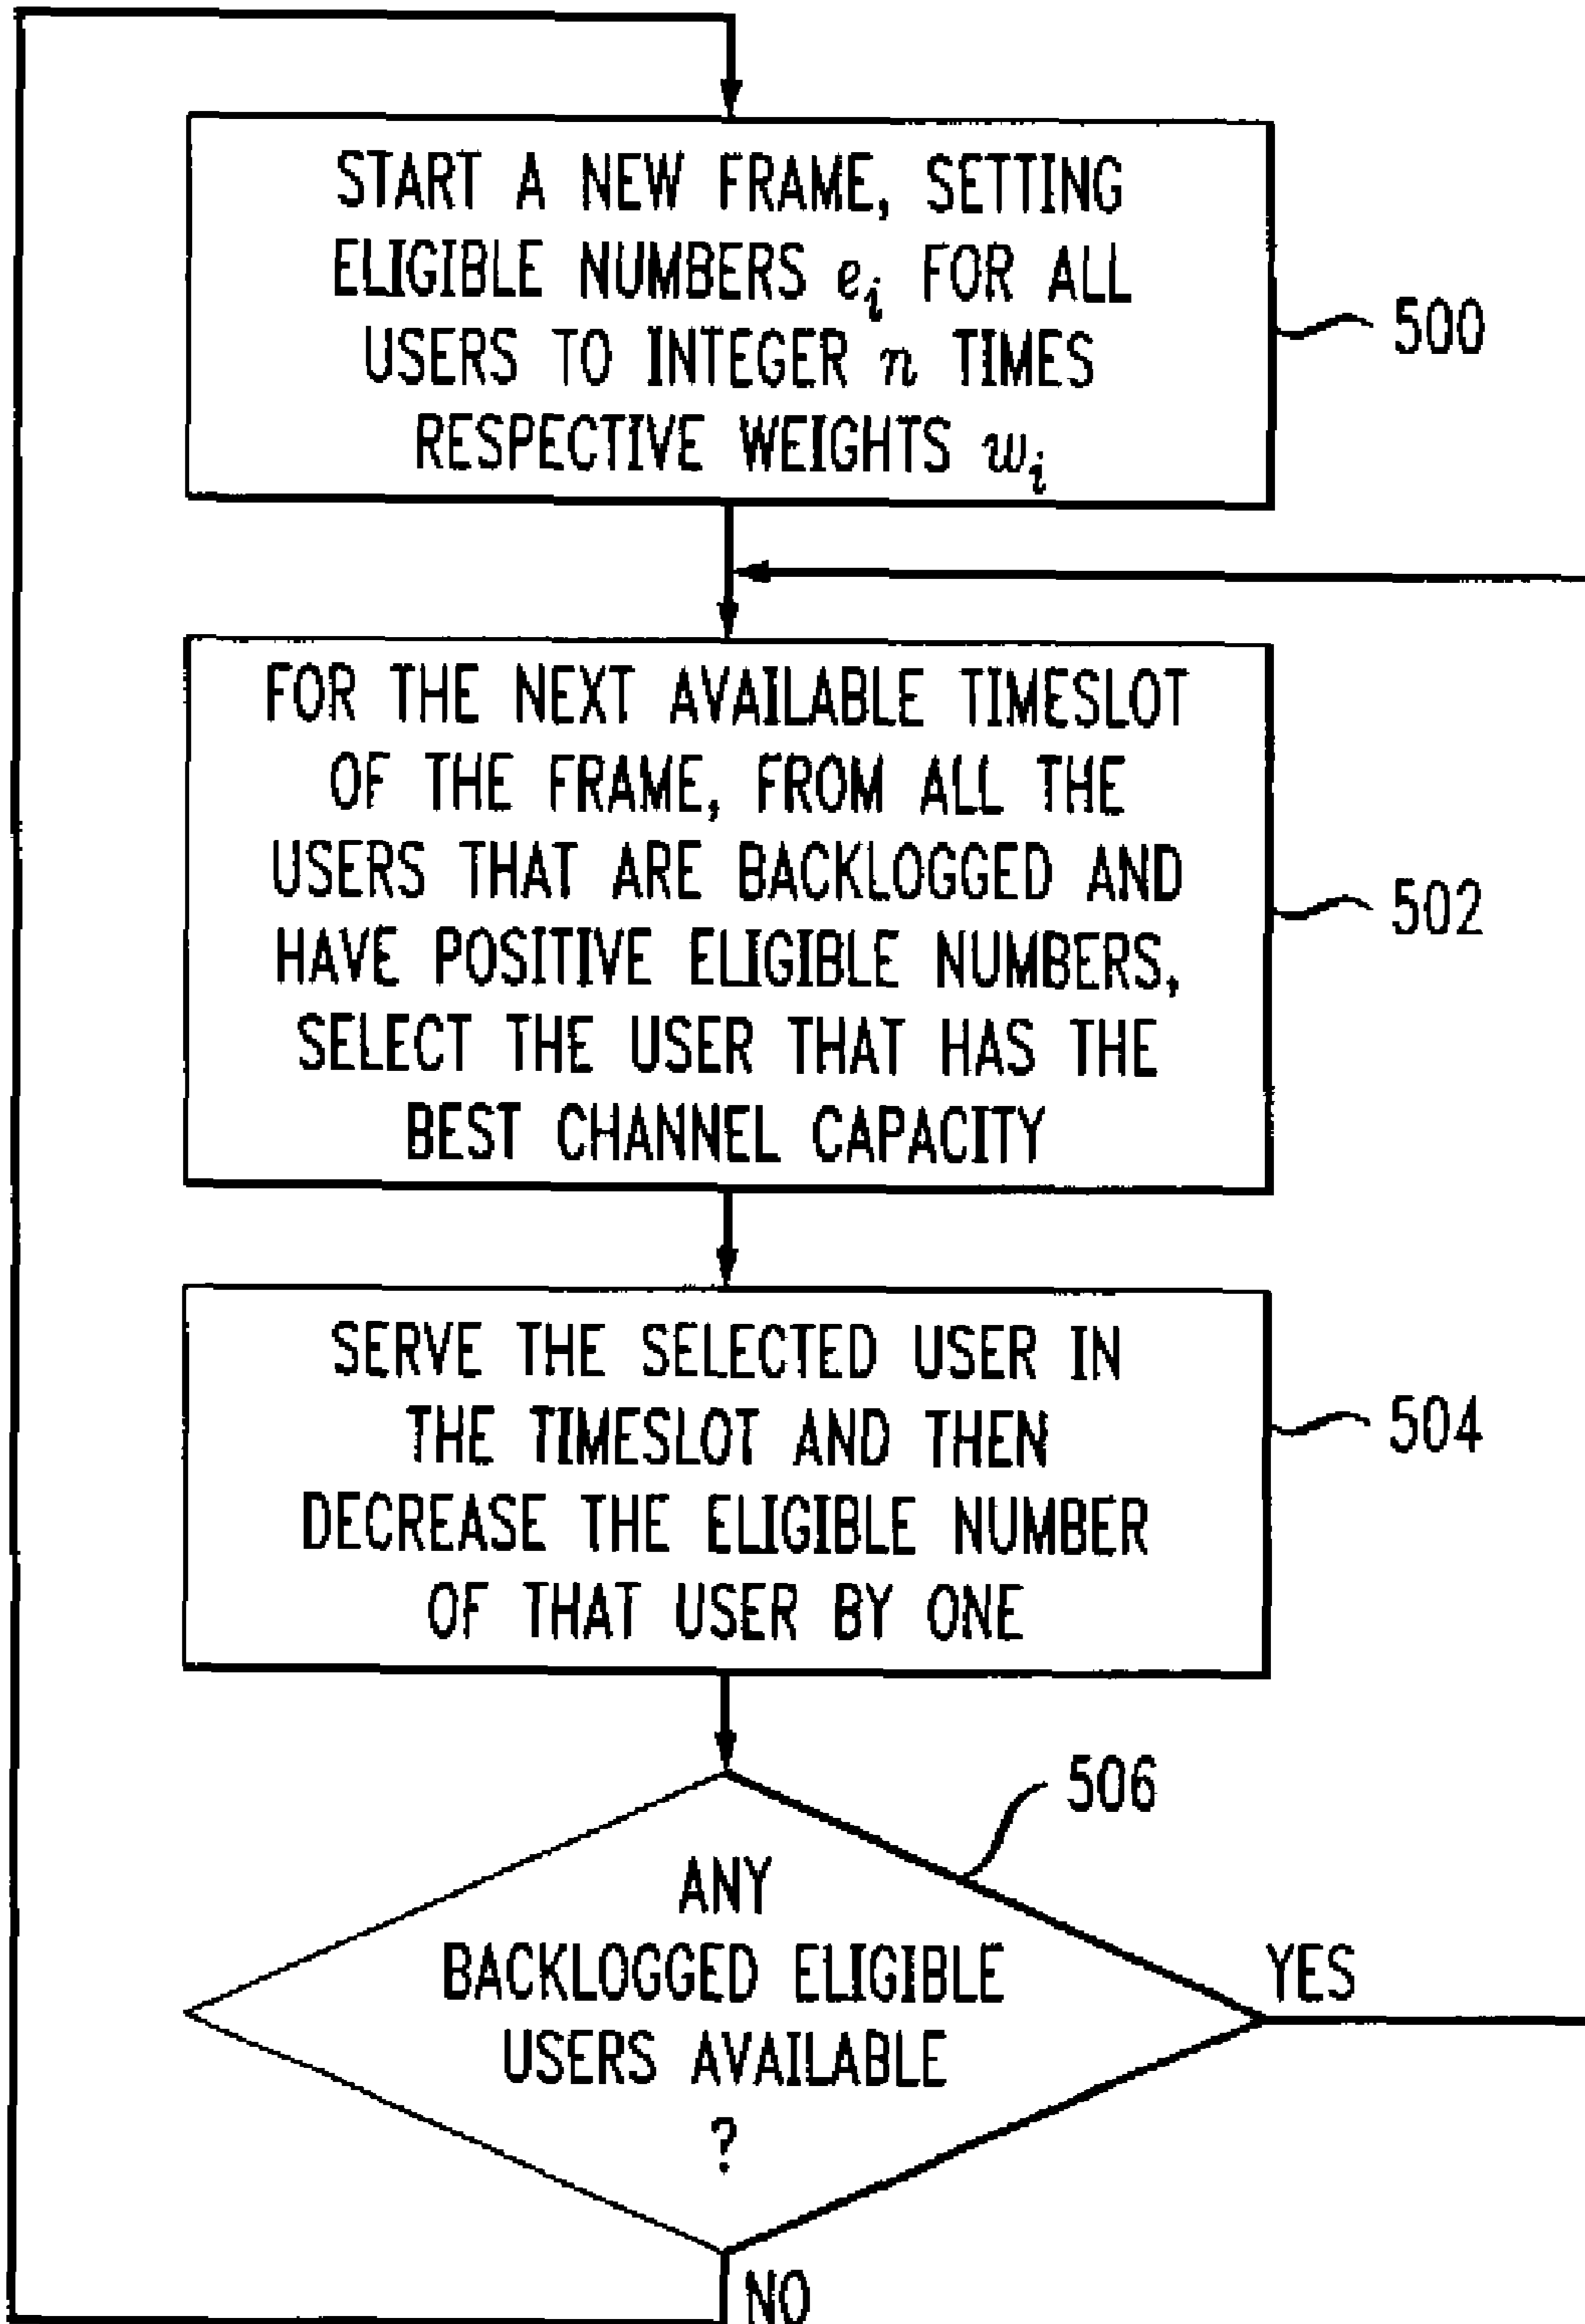 START A NEW FRAME, SETTING
ELIGIBLE NUMBERS e_i FOR ALL
USERS TO INTEGER n TIMES
RESPECTIVE WEIGHTS w_i
500
FOR THE NEXT AVAILABLE TIMESLOT
OF THE FRAME, FROM ALL THE
USERS THAT ARE BACKLOGGED AND
HAVE POSITIVE ELIGIBLE NUMBERS,
SELECT THE USER THAT HAS THE
BEST CHANNEL CAPACITY
502
SERVE THE SELECTED USER IN
THE TIMESLOT AND THEN
DECREASE THE ELIGIBLE NUMBER
OF THAT USER BY ONE
504
506
ANY
BACKLOGGED ELIGIBLE
USERS AVAILABLE
?
YES
NO